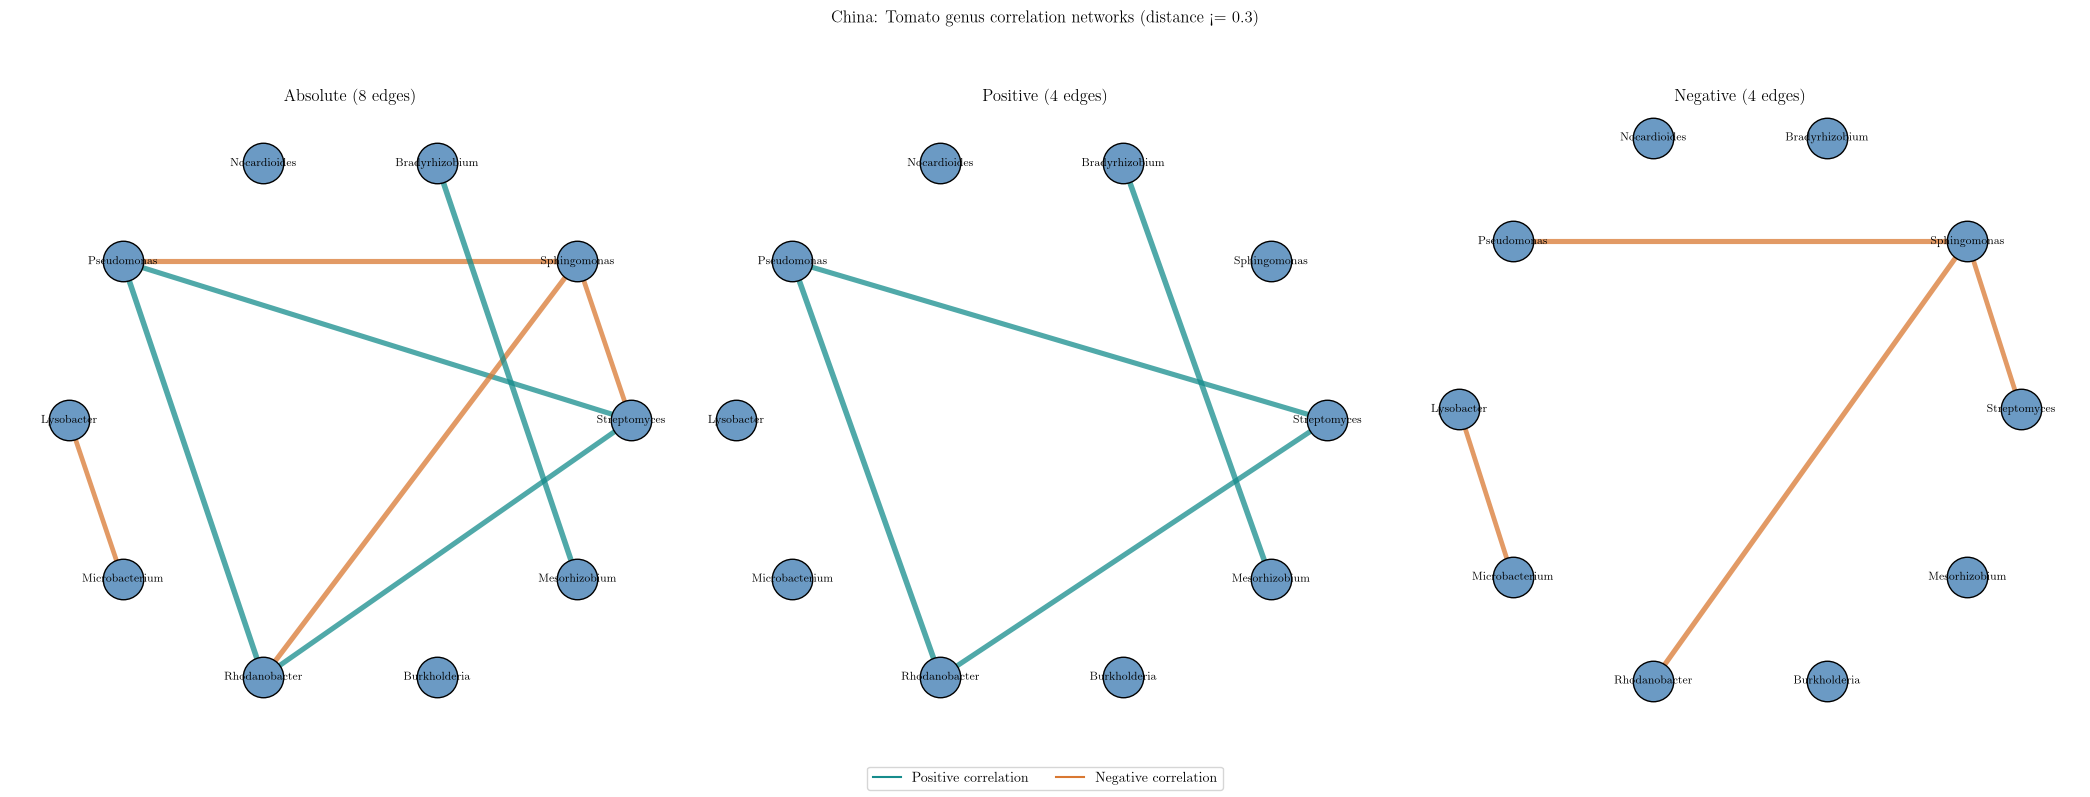 China: Tomato genus correlation networks (distance ¡= 0.3)
Absolute (8 edges)
Nocardioides
Bradyrhizobium
Pseudomonas
Sphingomonas
Lysobacter
Streptomyces
Microbacterium
Mesorhizobium
Rhodanobacter
Burkholderia
Positive (4 edges)
Nocardioides
Bradyrhizobium
Pseudomonas
Sphingomonas
Lysobacter
Streptomyces
Microbacterium
Mesorhizobium
Rhodanobacter
Burkholderia
Negative (4 edges)
Nocardioides
Bradyrhizobium
Pseudomonas
Sphingomonas
Lysobacter
Streptomyces
Microbacterium
Mesorhizobium
Rhodanobacter
Burkholderia
Positive correlation
Negative correlation